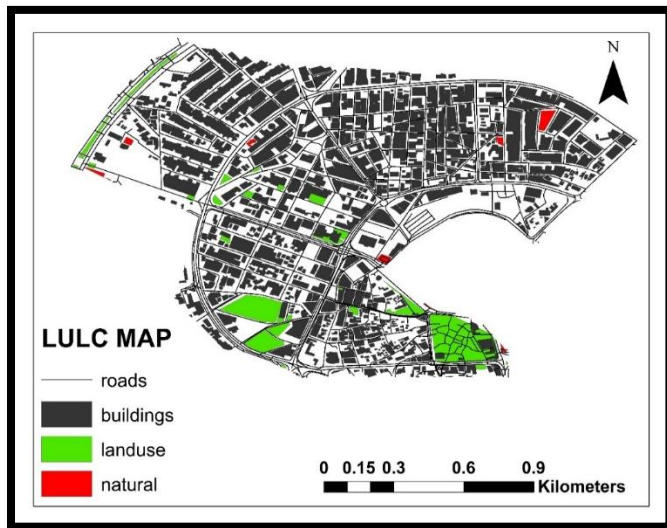 N
LULC MAP
roads
buildings
landuse
natural
0 0.15 0.3 0.6 0.9
Kilometers